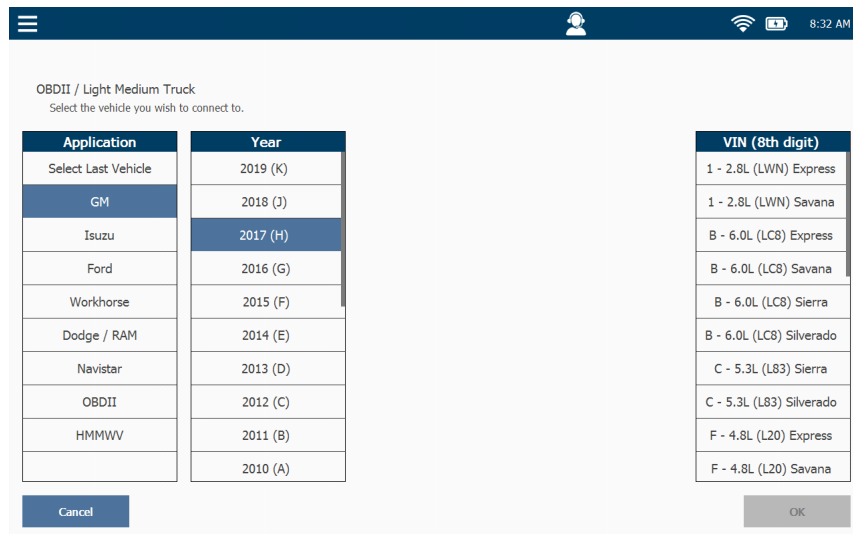 8:32 AM
OBDII / Light Medium Truck
Select the vehicle you wish to connect to.
Application
Select Last Vehicle
GM
Isuzu
Ford
Workhorse
Dodge / RAM
Navistar
OBDII
HMMWV
Year
2019 (K)
2018 (J)
2017 (H)
2016 (G)
2015 (F)
2014 (E)
2013 (D)
2012 (C)
2011 (B)
2010 (A)
VIN (8th digit)
1 - 2.8L (LWN) Express
1 - 2.8L (LWN) Savana
B - 6.0L (LC8) Express
B - 6.0L (LC8) Savana
B - 6.0L (LC8) Sierra
B - 6.0L (LC8) Silverado
C - 5.3L (L83) Sierra
C - 5.3L (L83) Silverado
F - 4.8L (L20) Express
F - 4.8L (L20) Savana
Cancel
OK